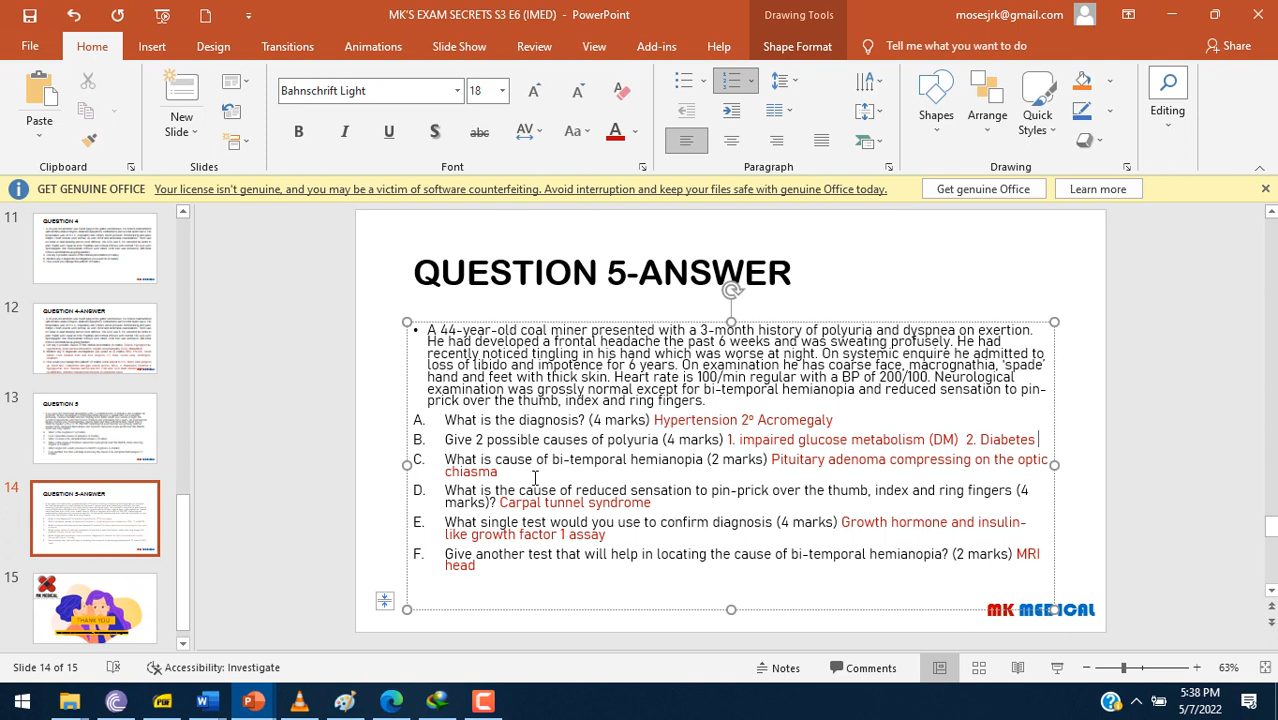 MK'S EXAM SECRETS S3 E6 (IMED) - PowerPoint
Drawing Tools
mosesjrk@gmail.com
File
Home
Insert
Design
Transitions
Animations
Slide Show
Review
View
Add-ins
Help
Shape Format
Tell me what you want to do
Share
Paste
New
Slide
Bahnschrift Light
18
Shapes
Arrange
Quick
Styles
Editing
Clipboard
Slides
Font
Paragraph
Drawing
GET GENUINE OFFICE Your license isn't genuine, and you may be a victim of software counterfeiting. Avoid interruption and keep your files safe with genuine Office today.
Get genuine Office
Learn more
11
QUESTION 4
12
QUESTION 4-ANSWER
13
QUESTION 5
14
QUESTION 5-ANSWER
15
MK MEDICAL
THANK YOU
QUESTION 5-ANSWER
• A 44-year-old coal miner presented with a 3-month history of polyuria and dyspnea on exertion.
He had developed a frontal headache the past 6 weeks and was sweating profusely. He had
recently noticed tingling in his hand which was worse at night. On systemic
he admitted to
loss of libido and impotence for 6 years. On examination he has coarse face, macrognathia, 'spade'
hand and feet with thick skin. Heart rate is 100/min regular with a BP of 200/100. Neurological
examination was grossly normal except for bi-temporal hemianopia and reduced sensation to pin-
prick over the thumb, index and ring fingers.
A. What is the diagnosis? (4 marks) Hypertension 2° Acromegaly
B. Give 2 possible causes of polyuria (4 marks) 1. Impaired glucose metabolism (DM) 2. Diabetes
C. What is cause of bi-temporal hemianopia (2 marks) Pituitary adenoma compressing on the optic
chiasma
D. What is the cause of reduced sensation to pin-prick over the thumb, index and ring fingers (4
marks)? Carpal tunnel syndrome
E. What single test would you use to confirm diagnosis (4 marks) Growth hormone and insulin-
like growth factor 1 assay
F. Give another test that will help in locating the cause of bi-temporal hemianopia? (2 marks) MRI
head
MK MEDICAL
Slide 14 of 15
Accessibility: Investigate
Notes
Comments
63%
5:38 PM
5/7/2022